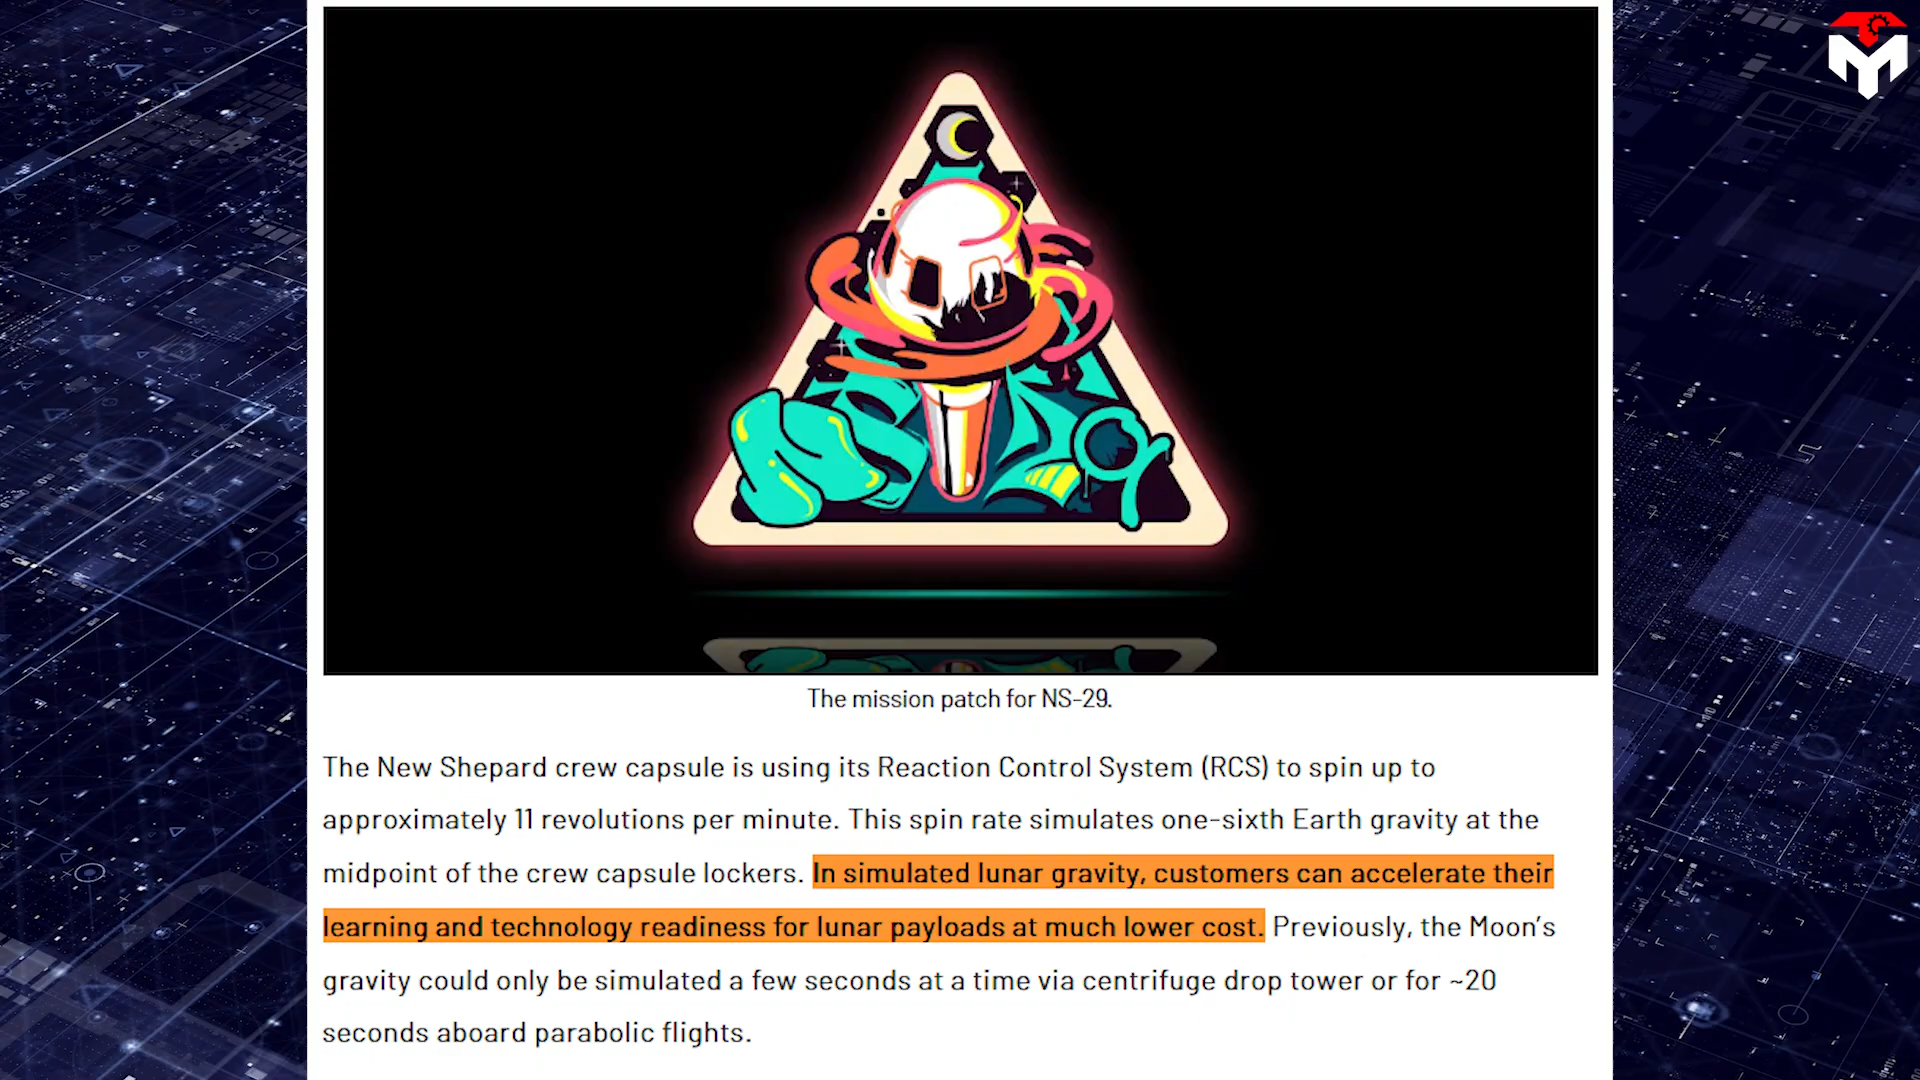 The mission patch for NS-29.
The New Shepard crew capsule is using its Reaction Control System (RCS) to spin up to
approximately 11 revolutions per minute. This spin rate simulates one-sixth Earth gravity at the
midpoint of the crew capsule lockers. In simulated lunar gravity, customers can accelerate their
learning and technology readiness for lunar payloads at much lower cost. Previously, the Moon’s
gravity could only be simulated a few seconds at a time via centrifuge drop tower or for ~20
seconds aboard parabolic flights.